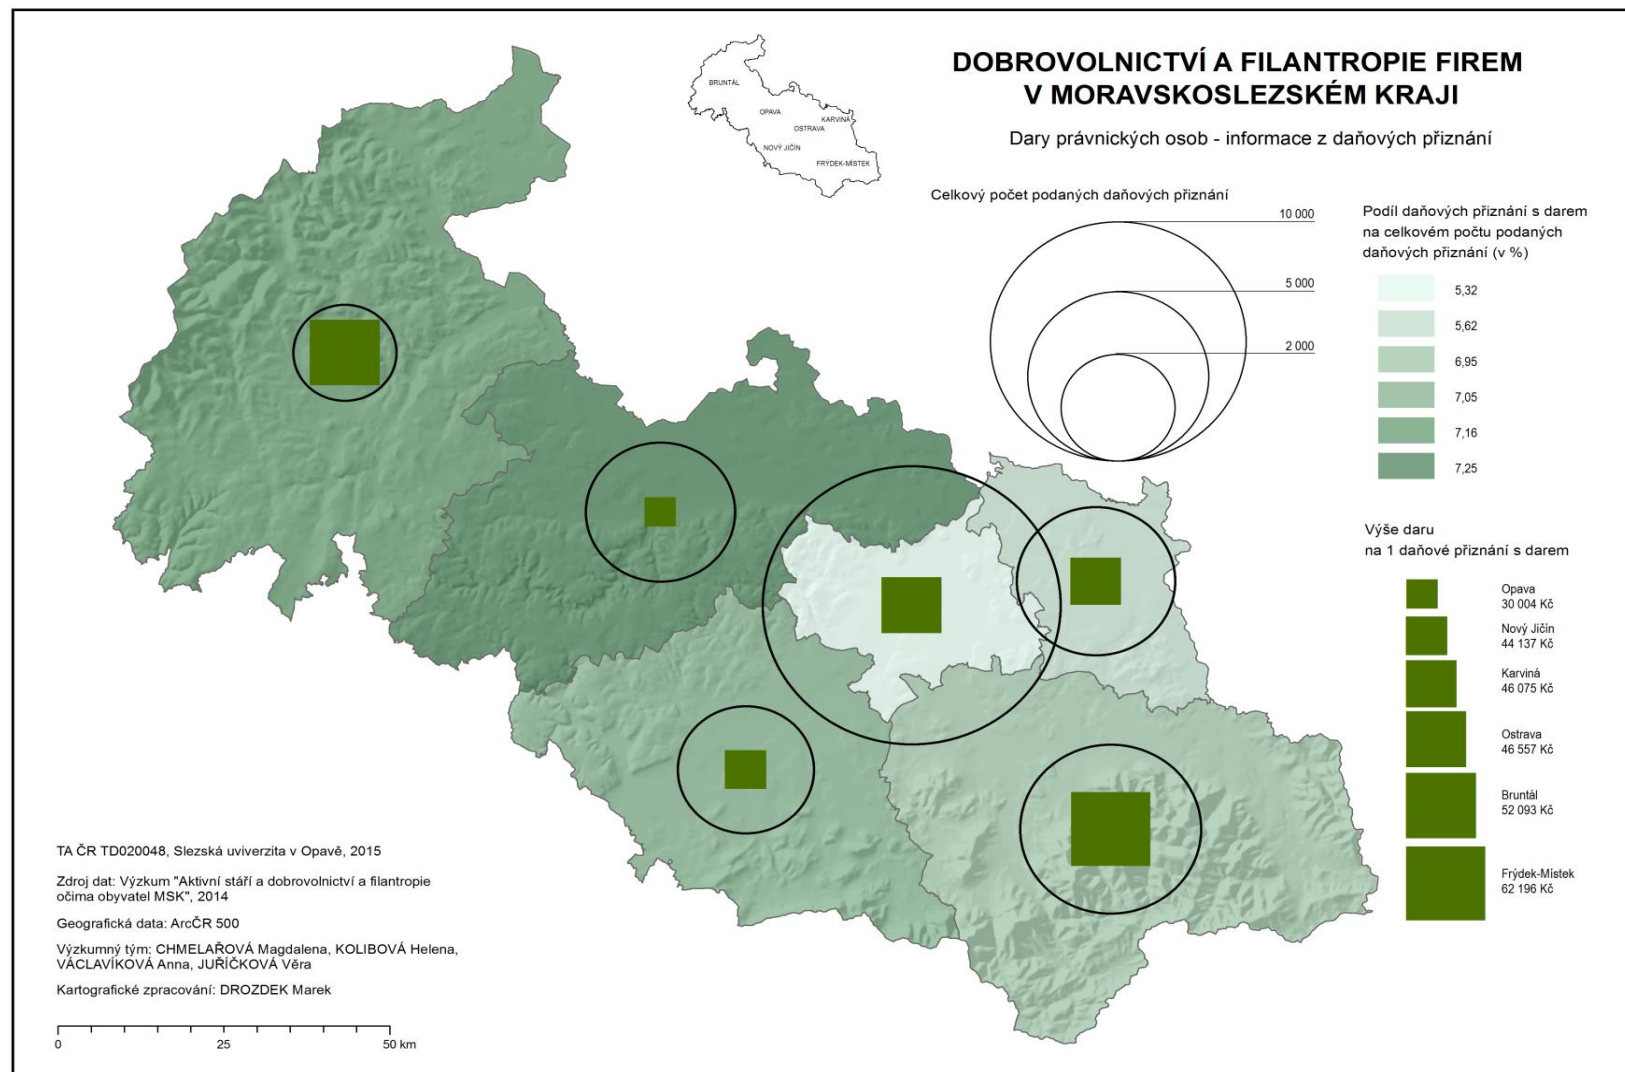 DOBROVOLNICTVÍ A FILANTROPIE FIREM
V MORAVSKOSLEZSKÉM KRAJI
Dary právnických osob - informace z daňových přiznání
BRUNTÁL
OPAVA
KARVINÁ
OSTRAVA
NOVÝ JIČÍN
FRÝDEK-MÍSTEK
Celkový počet podaných daňových přiznání
10 000
5 000
2 000
Podíl daňových přiznání s darem
na celkovém počtu podaných
daňových přiznání (v %)
5,32
5,62
6,95
7,05
7,16
7,25
Výše daru
na 1 daňové přiznání s darem
Opava
30 004 Kč
Nový Jičín
44 137 Kč
Karviná
46 075 Kč
Ostrava
46 557 Kč
Bruntál
52 093 Kč
Frýdek-Místek
62 196 Kč
TA ČR TD020048, Slezská uviverzita v Opavě, 2015
Zdroj dat: Výzkum "Aktivní stáří a dobrovolnictví a filantropie
očima obyvatel MSK", 2014
Geografická data: ArcČR 500
Výzkumný tým: CHMELAŘOVÁ Magdalena, KOLIBOVÁ Helena,
VÁCLAVÍKOVÁ Anna, JUŘÍČKOVÁ Věra
Kartografické zpracování: DROZDEK Marek
0 25 50 km